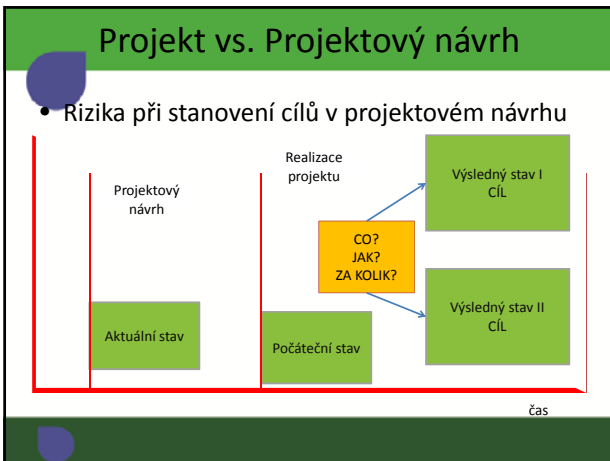 Projekt vs. Projektový návrh
• Rizika při stanovení cílů v projektovém návrhu
Projektový
návrh
Realizace
projektu
Výsledný stav I
CÍL
CO?
JAK?
ZA KOLIK?
Výsledný stav II
CÍL
Aktuální stav
Počáteční stav
čas